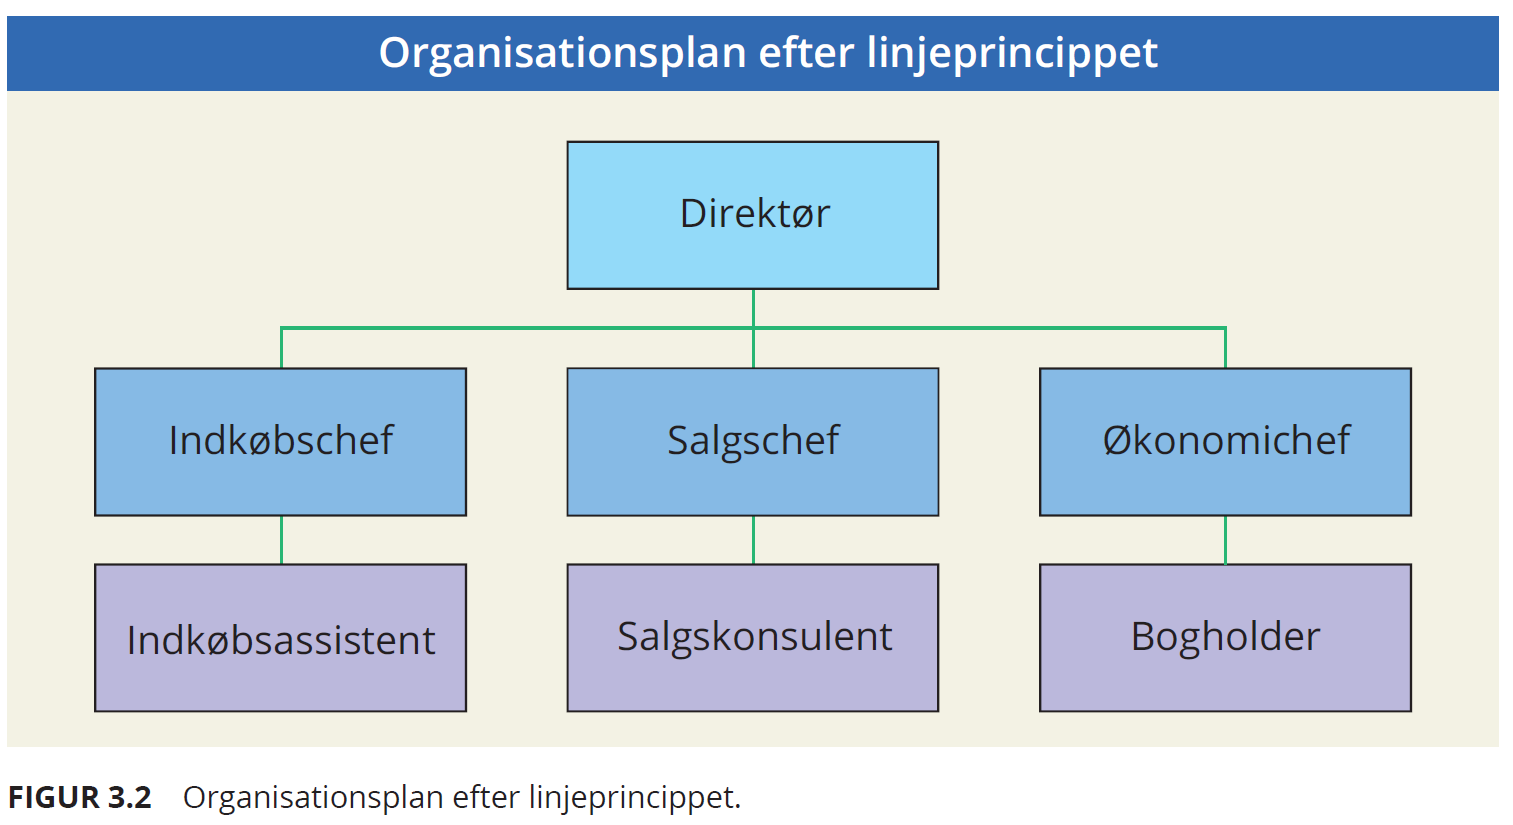 Organisationsplan efter linjeprincippet
Direktør
Indkøbschef
Salgschef
Økonomichef
Indkøbsassistent
Salgskonsulent
Bogholder
FIGUR 3.2 Organisationsplan efter linjeprincippet.